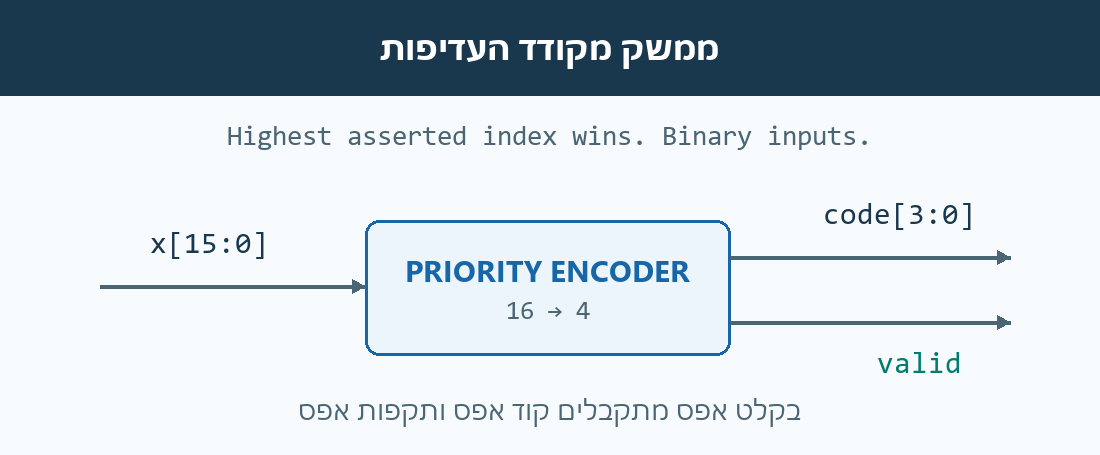 ממשק מקודד העדיפות
Highest asserted index wins. Binary inputs.
code[3:0]
x[15:0]
PRIORITY ENCODER
16 → 4
valid
בקלט אפס מתקבלים קוד אפס ותקפות אפס